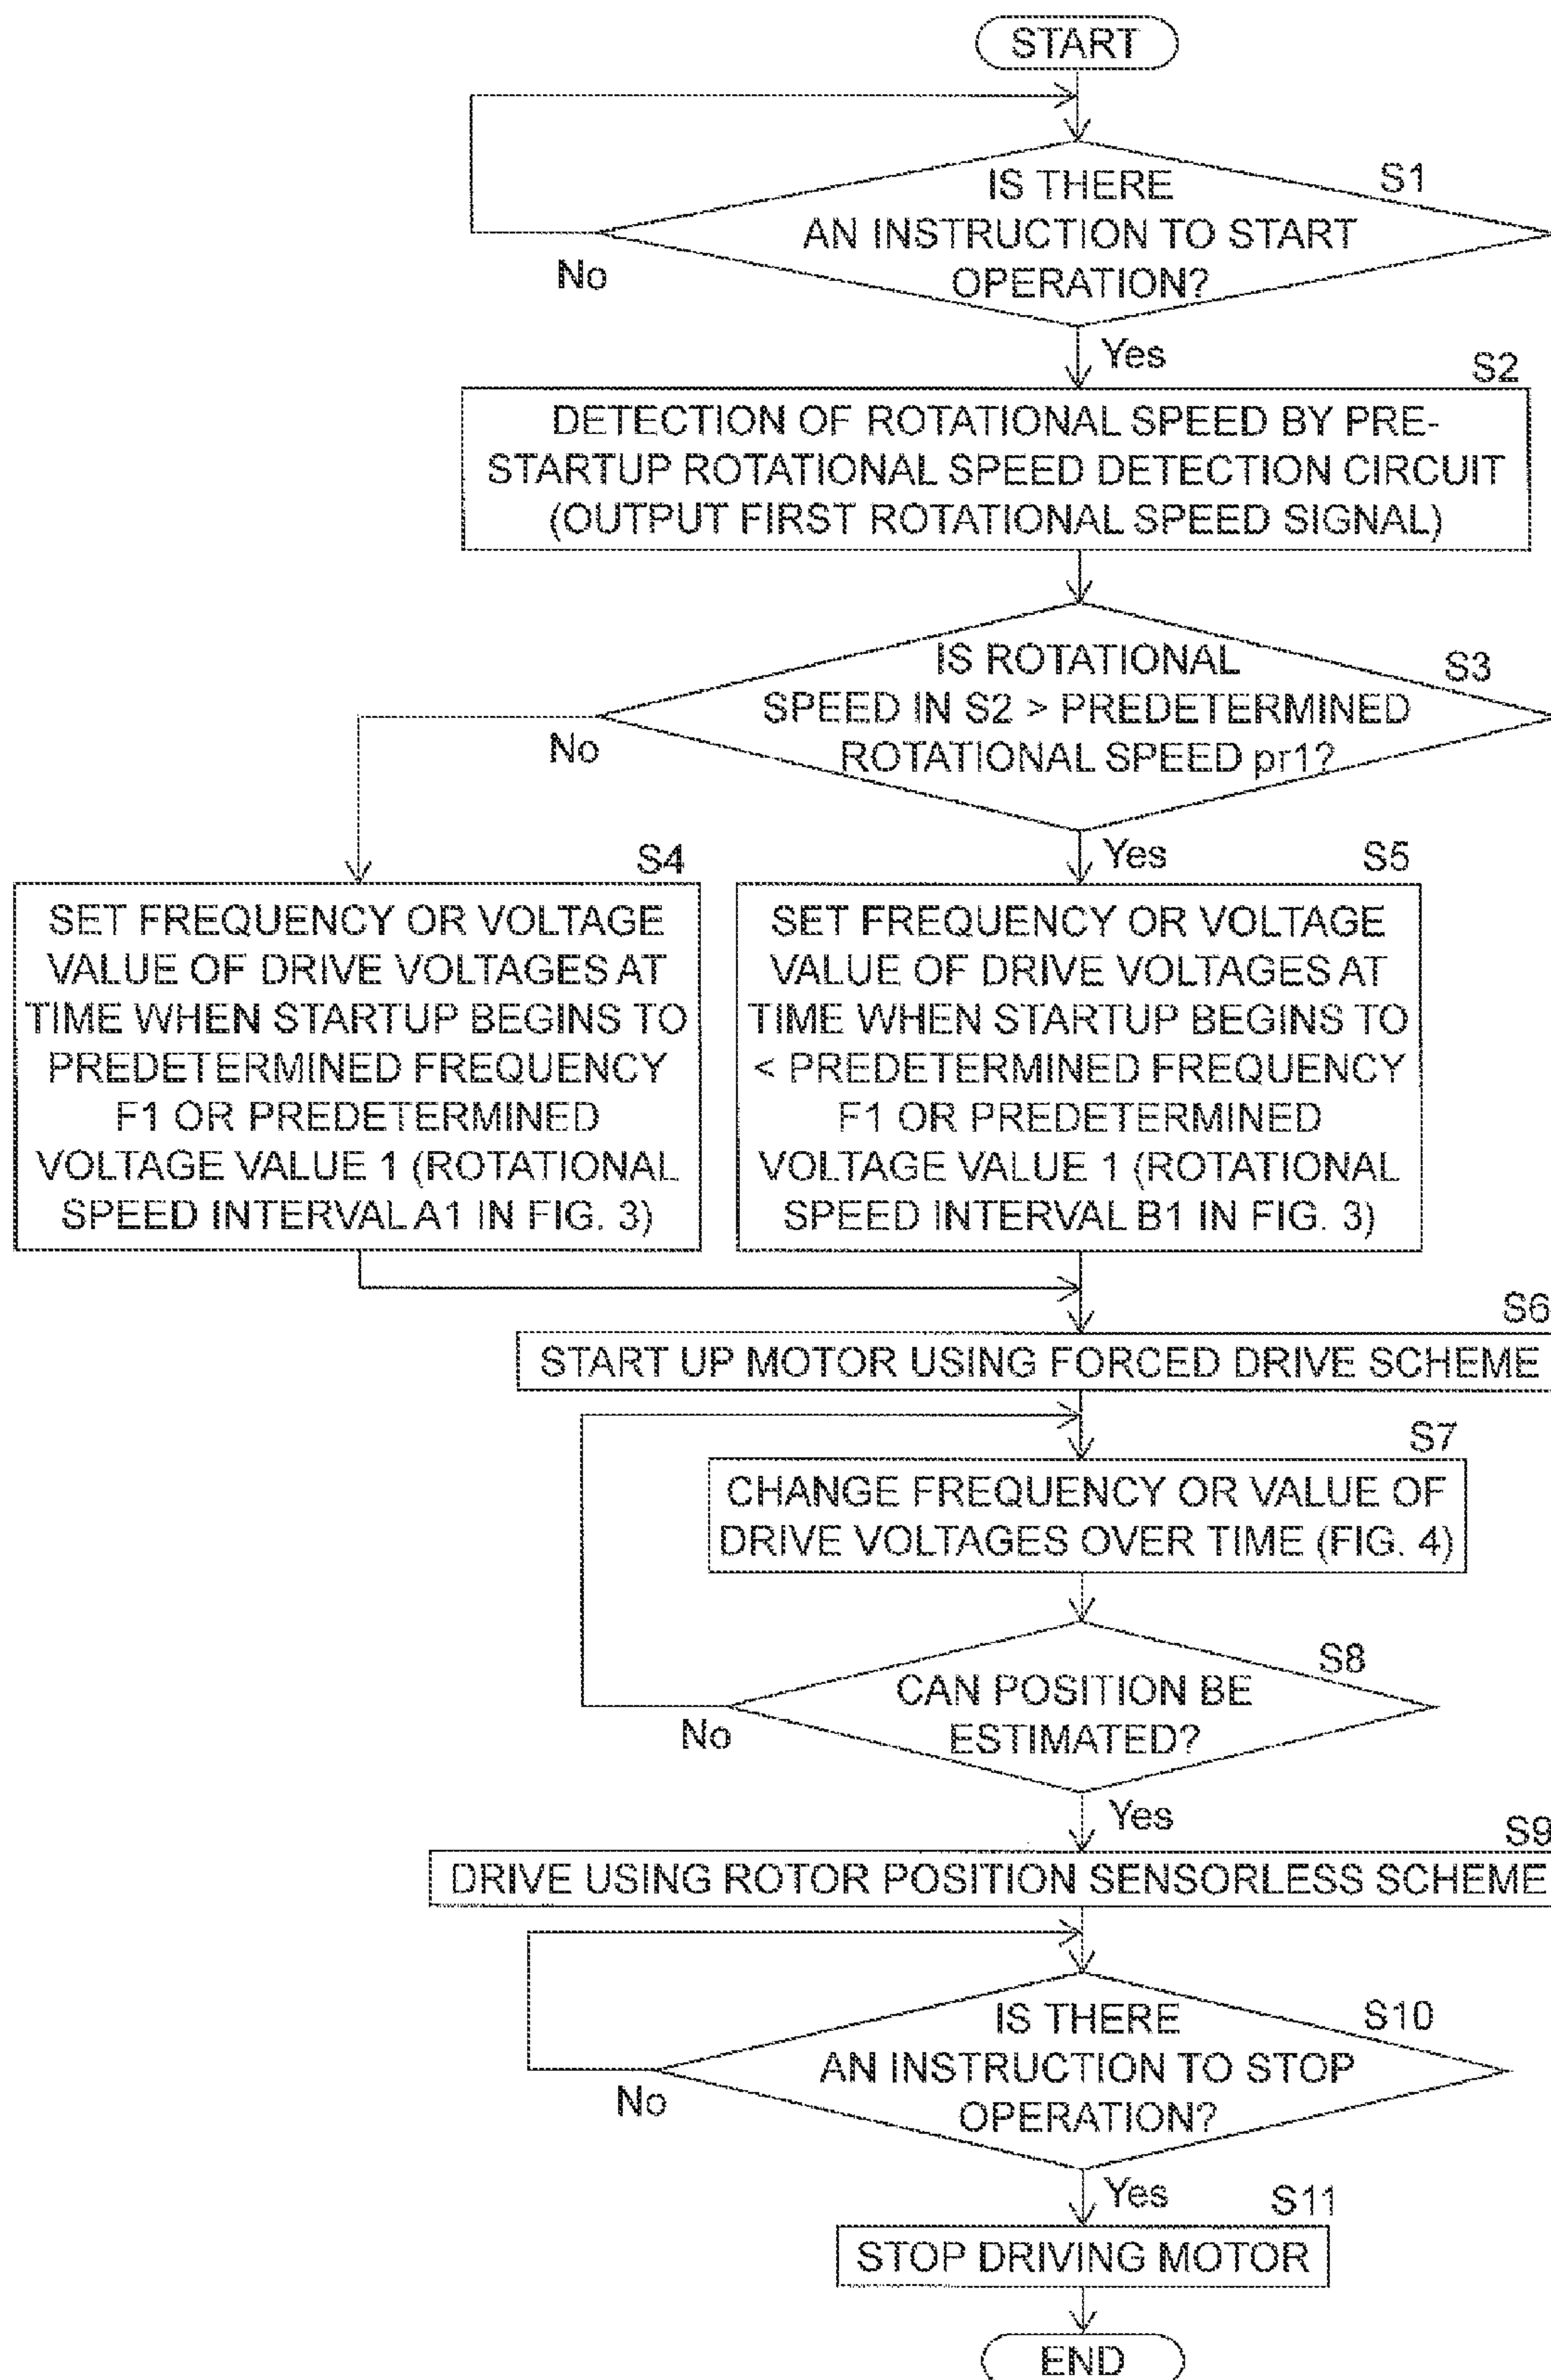 START
S1
IS THERE
AN INSTRUCTION TO START
OPERATION?
No
Yes
S2
DETECTION OF ROTATIONAL SPEED BY PRE-
STARTUP ROTATIONAL SPEED DETECTION CIRCUIT
(OUTPUT FIRST ROTATIONAL SPEED SIGNAL)
S3
IS ROTATIONAL
SPEED IN S2 > PREDETERMINED
ROTATIONAL SPEED pr1?
No
Yes
S4
SET FREQUENCY OR VOLTAGE
VALUE OF DRIVE VOLTAGES AT
TIME WHEN STARTUP BEGINS TO
PREDETERMINED FREQUENCY
F1 OR PREDETERMINED
VOLTAGE VALUE 1 (ROTATIONAL
SPEED INTERVAL A1 IN FIG. 3)
S5
SET FREQUENCY OR VOLTAGE
VALUE OF DRIVE VOLTAGES AT
TIME WHEN STARTUP BEGINS TO
< PREDETERMINED FREQUENCY
F1 OR PREDETERMINED
VOLTAGE VALUE 1 (ROTATIONAL
SPEED INTERVAL B1 IN FIG. 3)
S6
START UP MOTOR USING FORCED DRIVE SCHEME
S7
CHANGE FREQUENCY OR VALUE OF
DRIVE VOLTAGES OVER TIME (FIG. 4)
S8
CAN POSITION BE
ESTIMATED?
No
Yes
S9
DRIVE USING ROTOR POSITION SENSORLESS SCHEME
S10
IS THERE
AN INSTRUCTION TO STOP
OPERATION?
No
Yes
S11
STOP DRIVING MOTOR
END